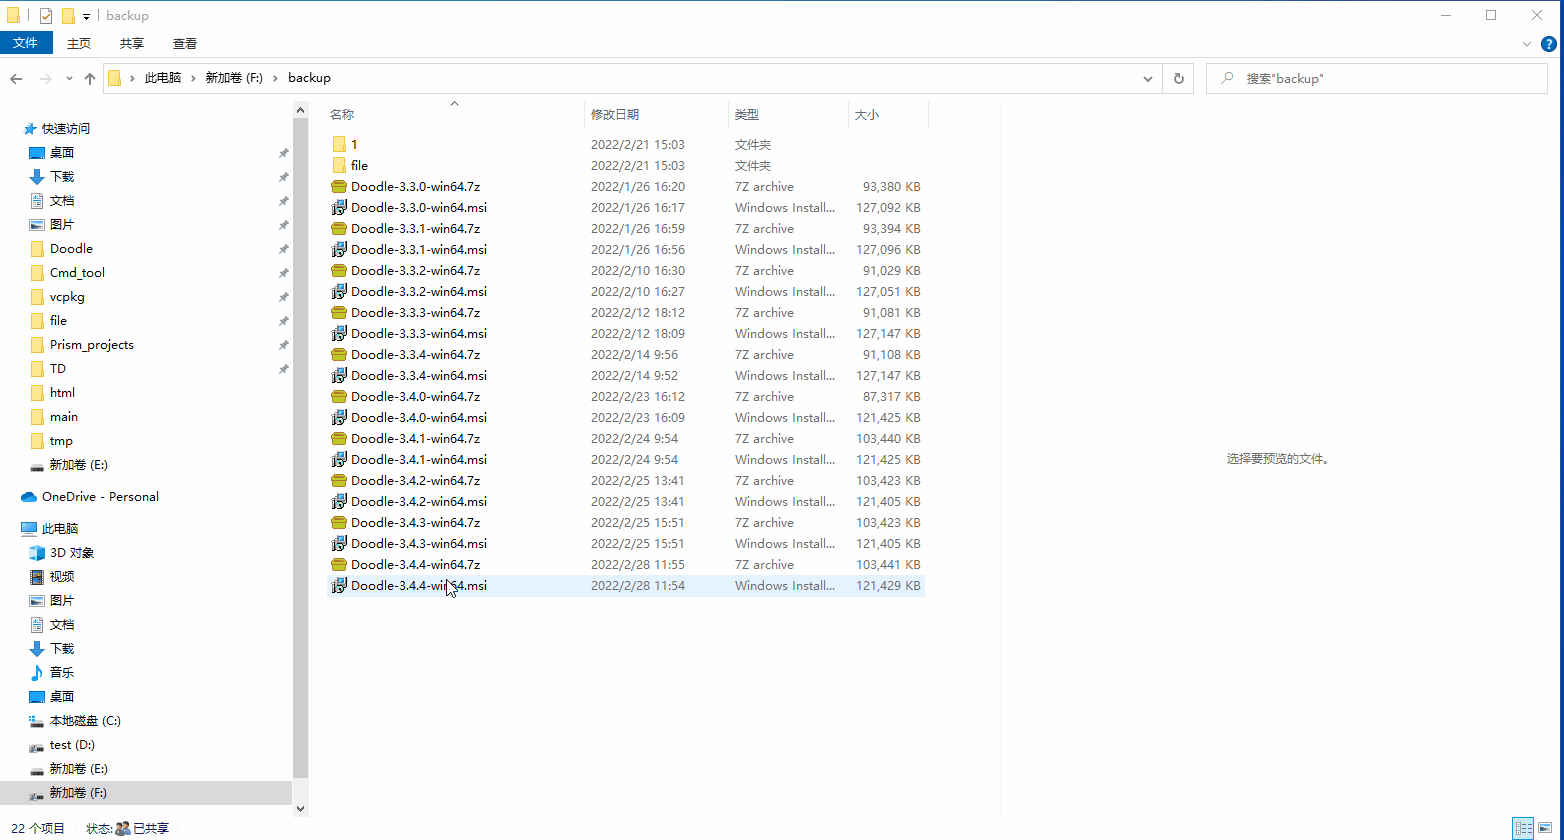 backup
文件 主页 共享 查看
此电脑 新加卷 (F:) backup 搜索"backup"
名称 修改日期 类型 大小
快速访问
桌面
下载
文档
图片
Doodle
Cmd_tool
vcpkg
file
Prism_projects
TD
html
main
tmp
新加卷 (E:)
OneDrive - Personal
此电脑
3D 对象
视频
图片
文档
下载
音乐
桌面
本地磁盘 (C:)
test (D:)
新加卷 (E:)
新加卷 (F:)
1 2022/2/21 15:03 文件夹
file 2022/2/21 15:03 文件夹
Doodle-3.3.0-win64.7z 2022/1/26 16:20 7Z archive 93,380 KB
Doodle-3.3.0-win64.msi 2022/1/26 16:17 Windows Install... 127,092 KB
Doodle-3.3.1-win64.7z 2022/1/26 16:59 7Z archive 93,394 KB
Doodle-3.3.1-win64.msi 2022/1/26 16:56 Windows Install... 127,096 KB
Doodle-3.3.2-win64.7z 2022/2/10 16:30 7Z archive 91,029 KB
Doodle-3.3.2-win64.msi 2022/2/10 16:27 Windows Install... 127,051 KB
Doodle-3.3.3-win64.7z 2022/2/12 18:12 7Z archive 91,081 KB
Doodle-3.3.3-win64.msi 2022/2/12 18:09 Windows Install... 127,147 KB
Doodle-3.3.4-win64.7z 2022/2/14 9:56 7Z archive 91,108 KB
Doodle-3.3.4-win64.msi 2022/2/14 9:52 Windows Install... 127,147 KB
Doodle-3.4.0-win64.7z 2022/2/23 16:12 7Z archive 87,317 KB
Doodle-3.4.0-win64.msi 2022/2/23 16:09 Windows Install... 121,425 KB
Doodle-3.4.1-win64.7z 2022/2/24 9:54 7Z archive 103,440 KB
Doodle-3.4.1-win64.msi 2022/2/24 9:54 Windows Install... 121,425 KB
Doodle-3.4.2-win64.7z 2022/2/25 13:41 7Z archive 103,423 KB
Doodle-3.4.2-win64.msi 2022/2/25 13:41 Windows Install... 121,405 KB
Doodle-3.4.3-win64.7z 2022/2/25 15:51 7Z archive 103,423 KB
Doodle-3.4.3-win64.msi 2022/2/25 15:51 Windows Install... 121,405 KB
Doodle-3.4.4-win64.7z 2022/2/28 11:55 7Z archive 103,441 KB
Doodle-3.4.4-win64.msi 2022/2/28 11:54 Windows Install... 121,429 KB
选择要预览的文件。
22 个项目 状态: 已共享